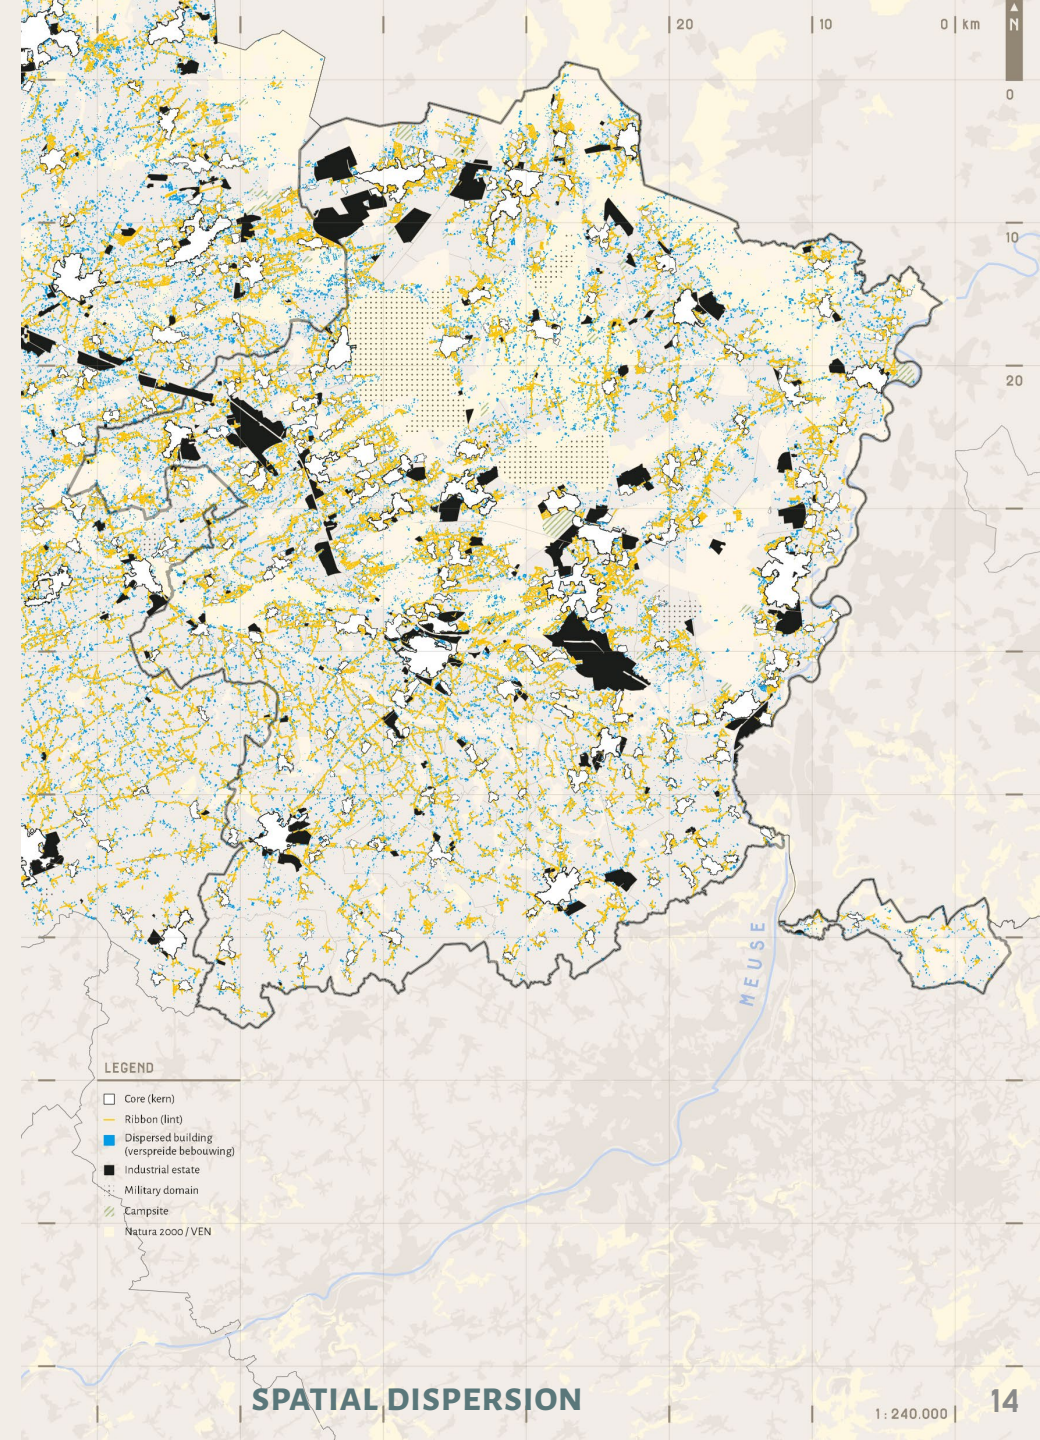 20
10
0 km
N
0
10
20
MEUSE
LEGEND
Core (kern)
Ribbon (lint)
Dispersed building
(verspreide bebouwing)
Industrial estate
Military domain
Campsite
Natura 2000 / VEN
SPATIAL DISPERSION
1:240.000
14